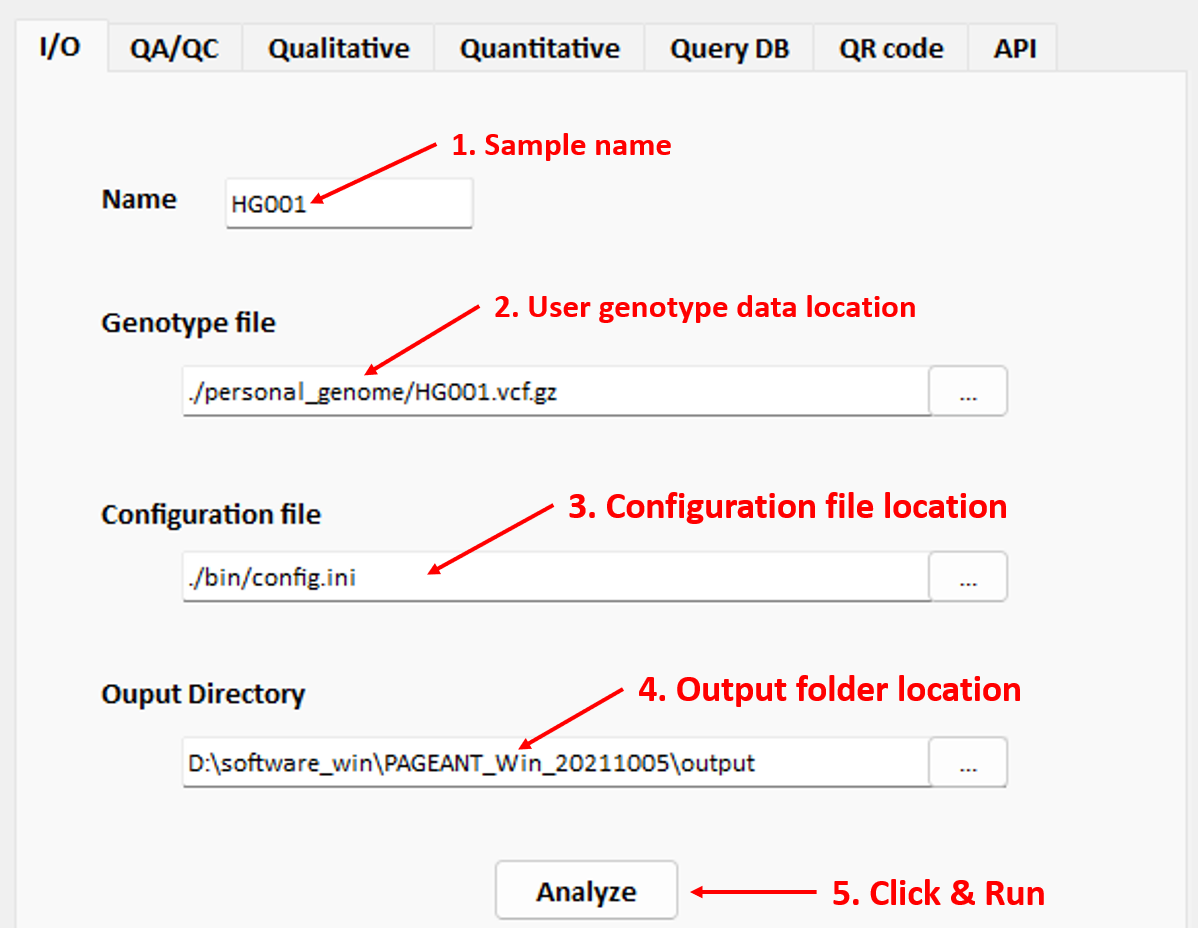 I/O QA/QC Qualitative Quantitative Query DB QR code API
1. Sample name
Name
HG001
2. User genotype data location
Genotype file
./personal_genome/HG001.vcf.gz ...
3. Configuration file location
Configuration file
./bin/config.ini ...
4. Output folder location
Ouput Directory
D:\software_win\PAGEANT_Win_20211005\output ...
Analyze
5. Click & Run